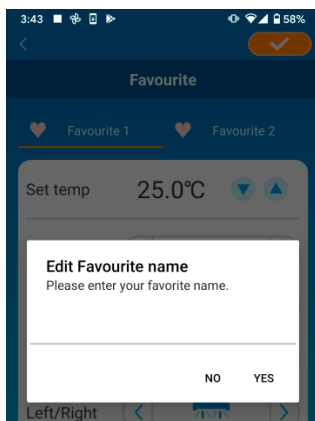 3:43 58%
Favourite
Favourite 1 Favourite 2
Set temp 25.0°C
Edit Favourite name
Please enter your favorite name.
NO YES
Left/Right